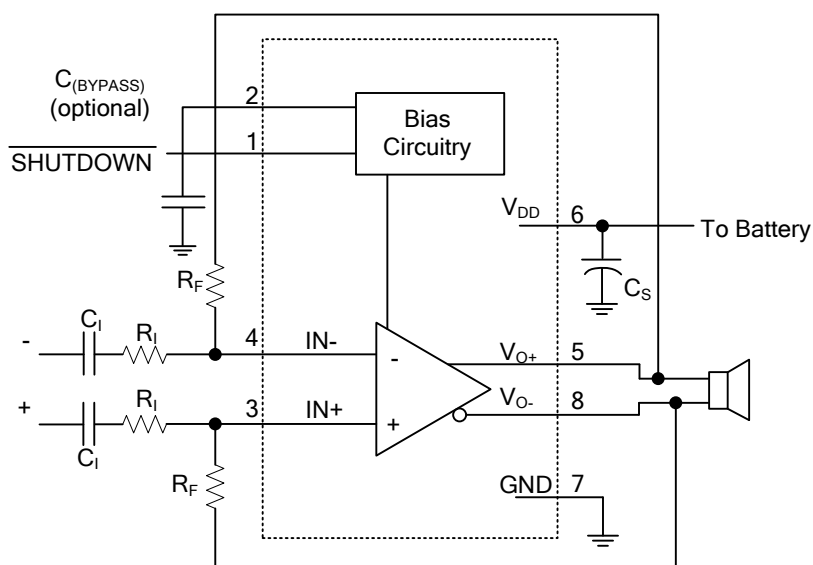 C(BYPASS)
(optional)
2
Bias
Circuitry
1
SHUTDOWN
VDD
6
To Battery
CS
RF
CI
RI
4
IN-
-
-
VO+
5
+
RI
3
IN+
+
VO-
8
CI
RF
GND
7